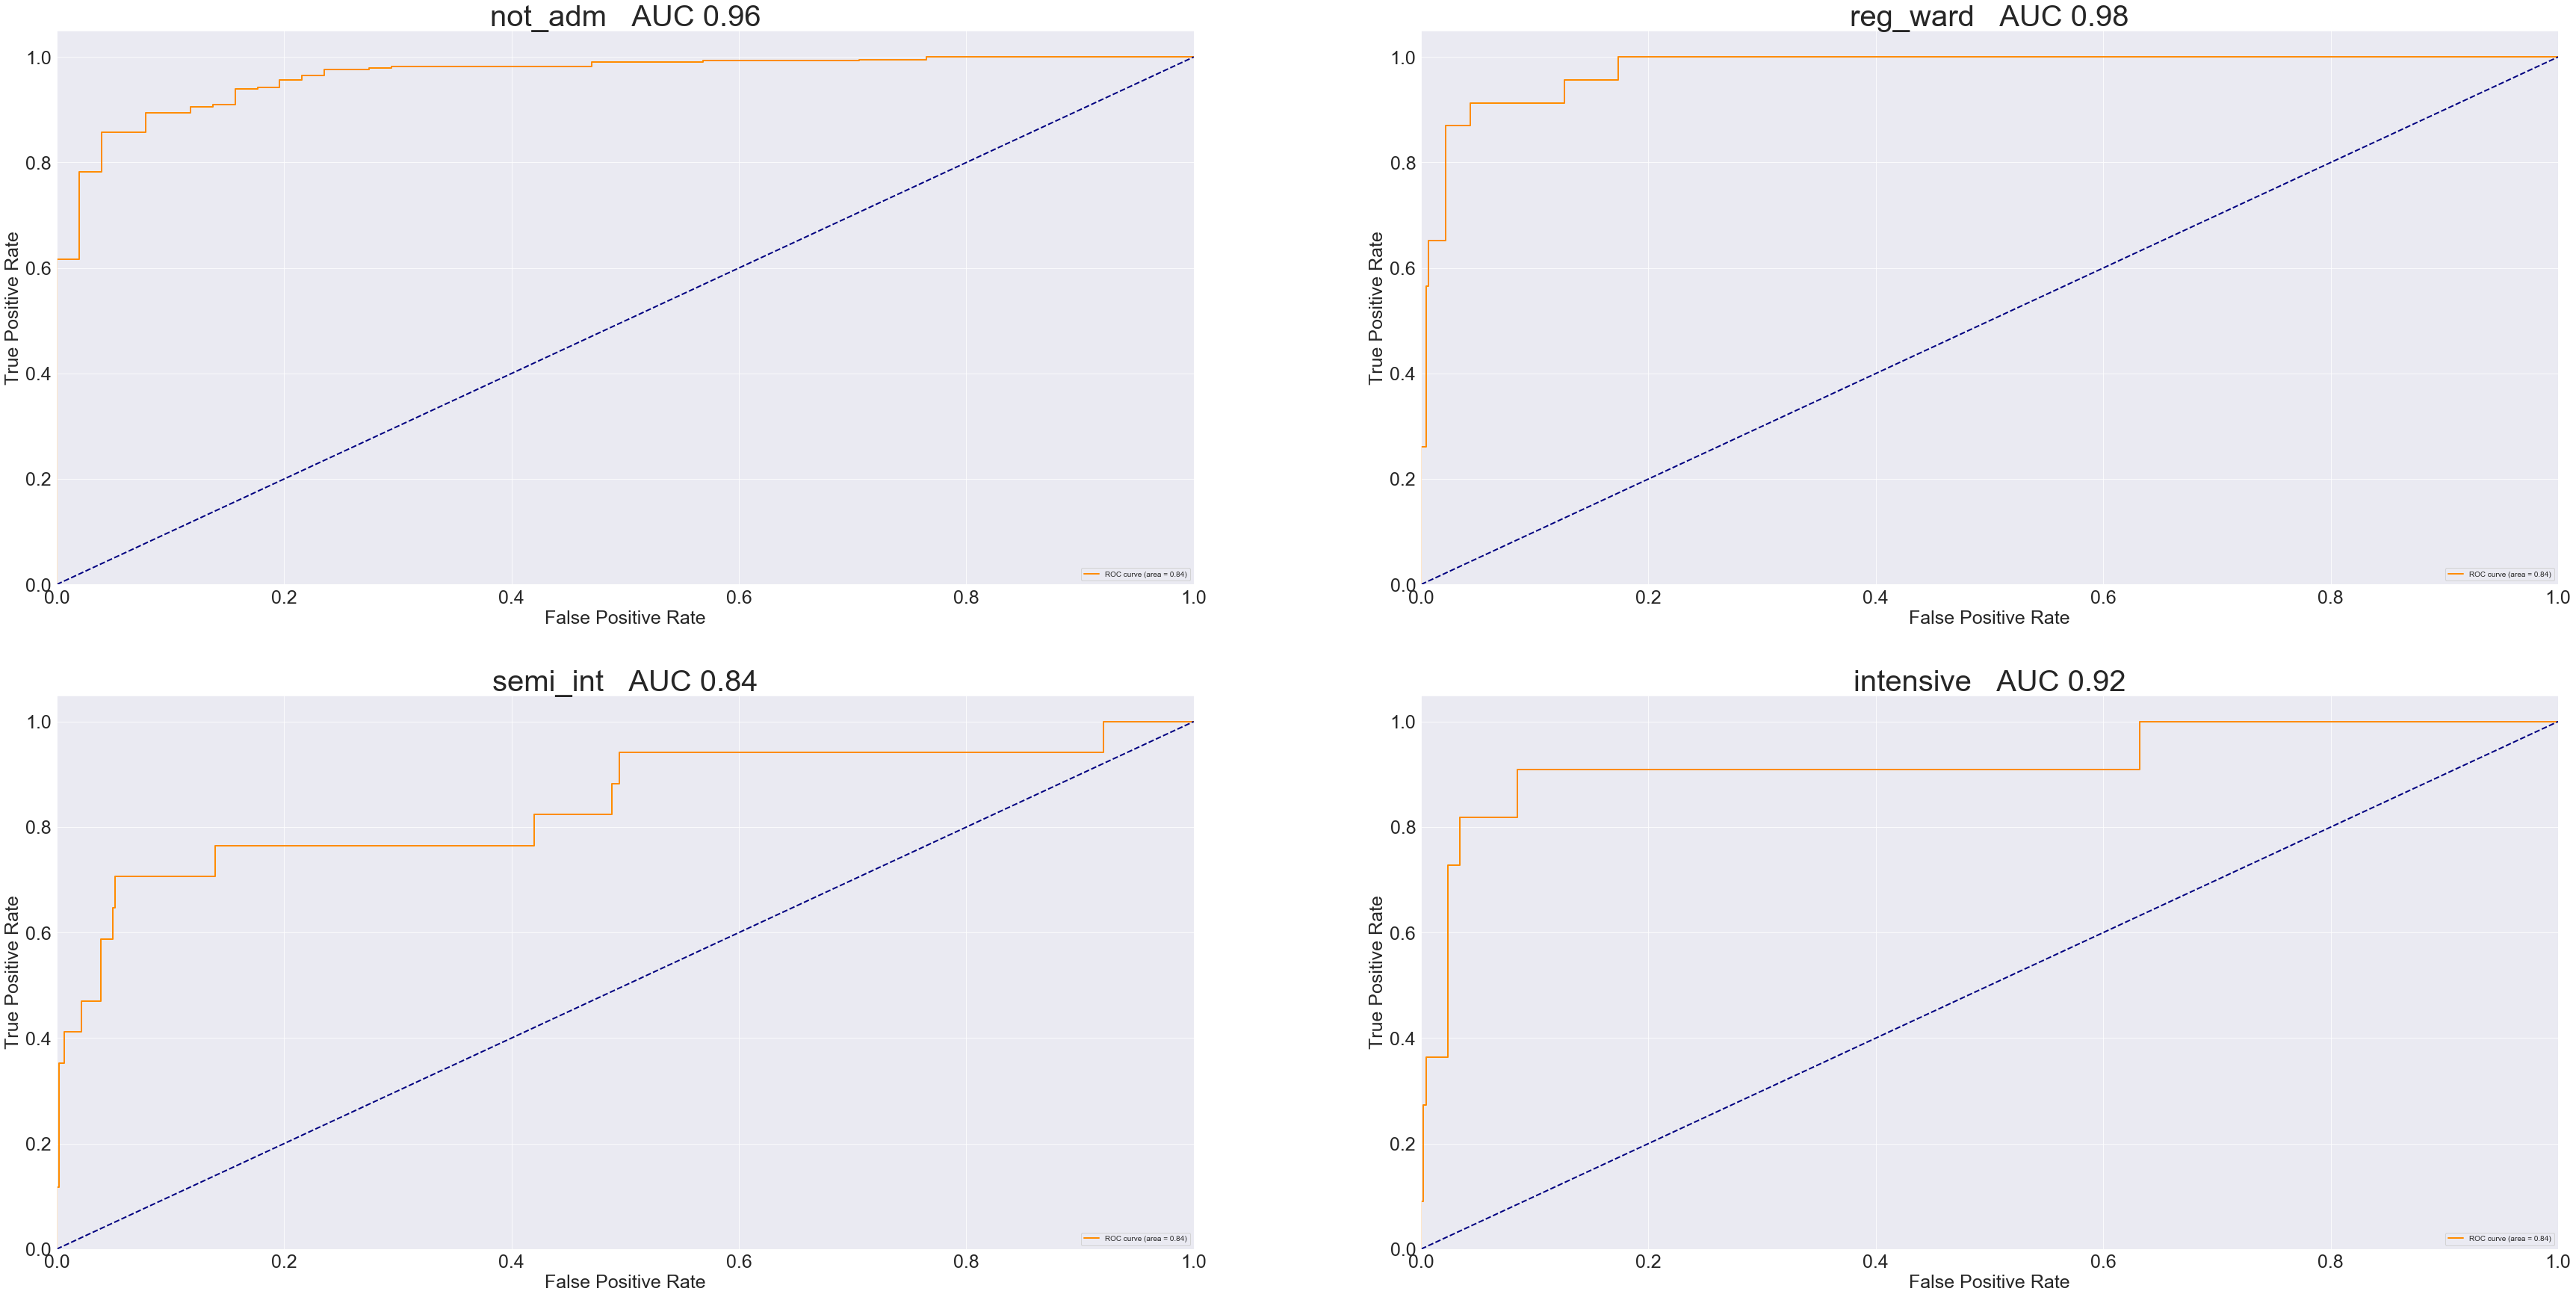 not_adm   AUC 0.96
1.0
0.8
0.6
0.4
0.2
0.0
True Positive Rate
0.0 0.2 0.4 0.6 0.8 1.0
False Positive Rate
ROC curve (area = 0.84)
reg_ward   AUC 0.98
1.0
0.8
0.6
0.4
0.2
0.0
True Positive Rate
0.0 0.2 0.4 0.6 0.8 1.0
False Positive Rate
ROC curve (area = 0.84)
semi_int   AUC 0.84
1.0
0.8
0.6
0.4
0.2
0.0
True Positive Rate
0.0 0.2 0.4 0.6 0.8 1.0
False Positive Rate
ROC curve (area = 0.84)
intensive   AUC 0.92
1.0
0.8
0.6
0.4
0.2
0.0
True Positive Rate
0.0 0.2 0.4 0.6 0.8 1.0
False Positive Rate
ROC curve (area = 0.84)